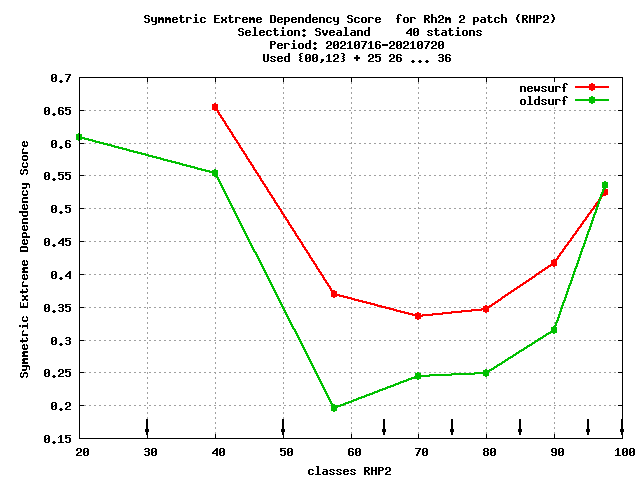 Symmetric Extreme Dependency Score  for Rh2m 2 patch (RHP2)
Selection: Svealand     40 stations
Period: 20210716-20210720
Used {00,12} + 25 26 ... 36
newsurf
oldsurf
Symmetric Extreme Dependency Score
0,7
0,65
0,6
0,55
0,5
0,45
0,4
0,35
0,3
0,25
0,2
0,15
20 30 40 50 60 70 80 90 100
classes RHP2